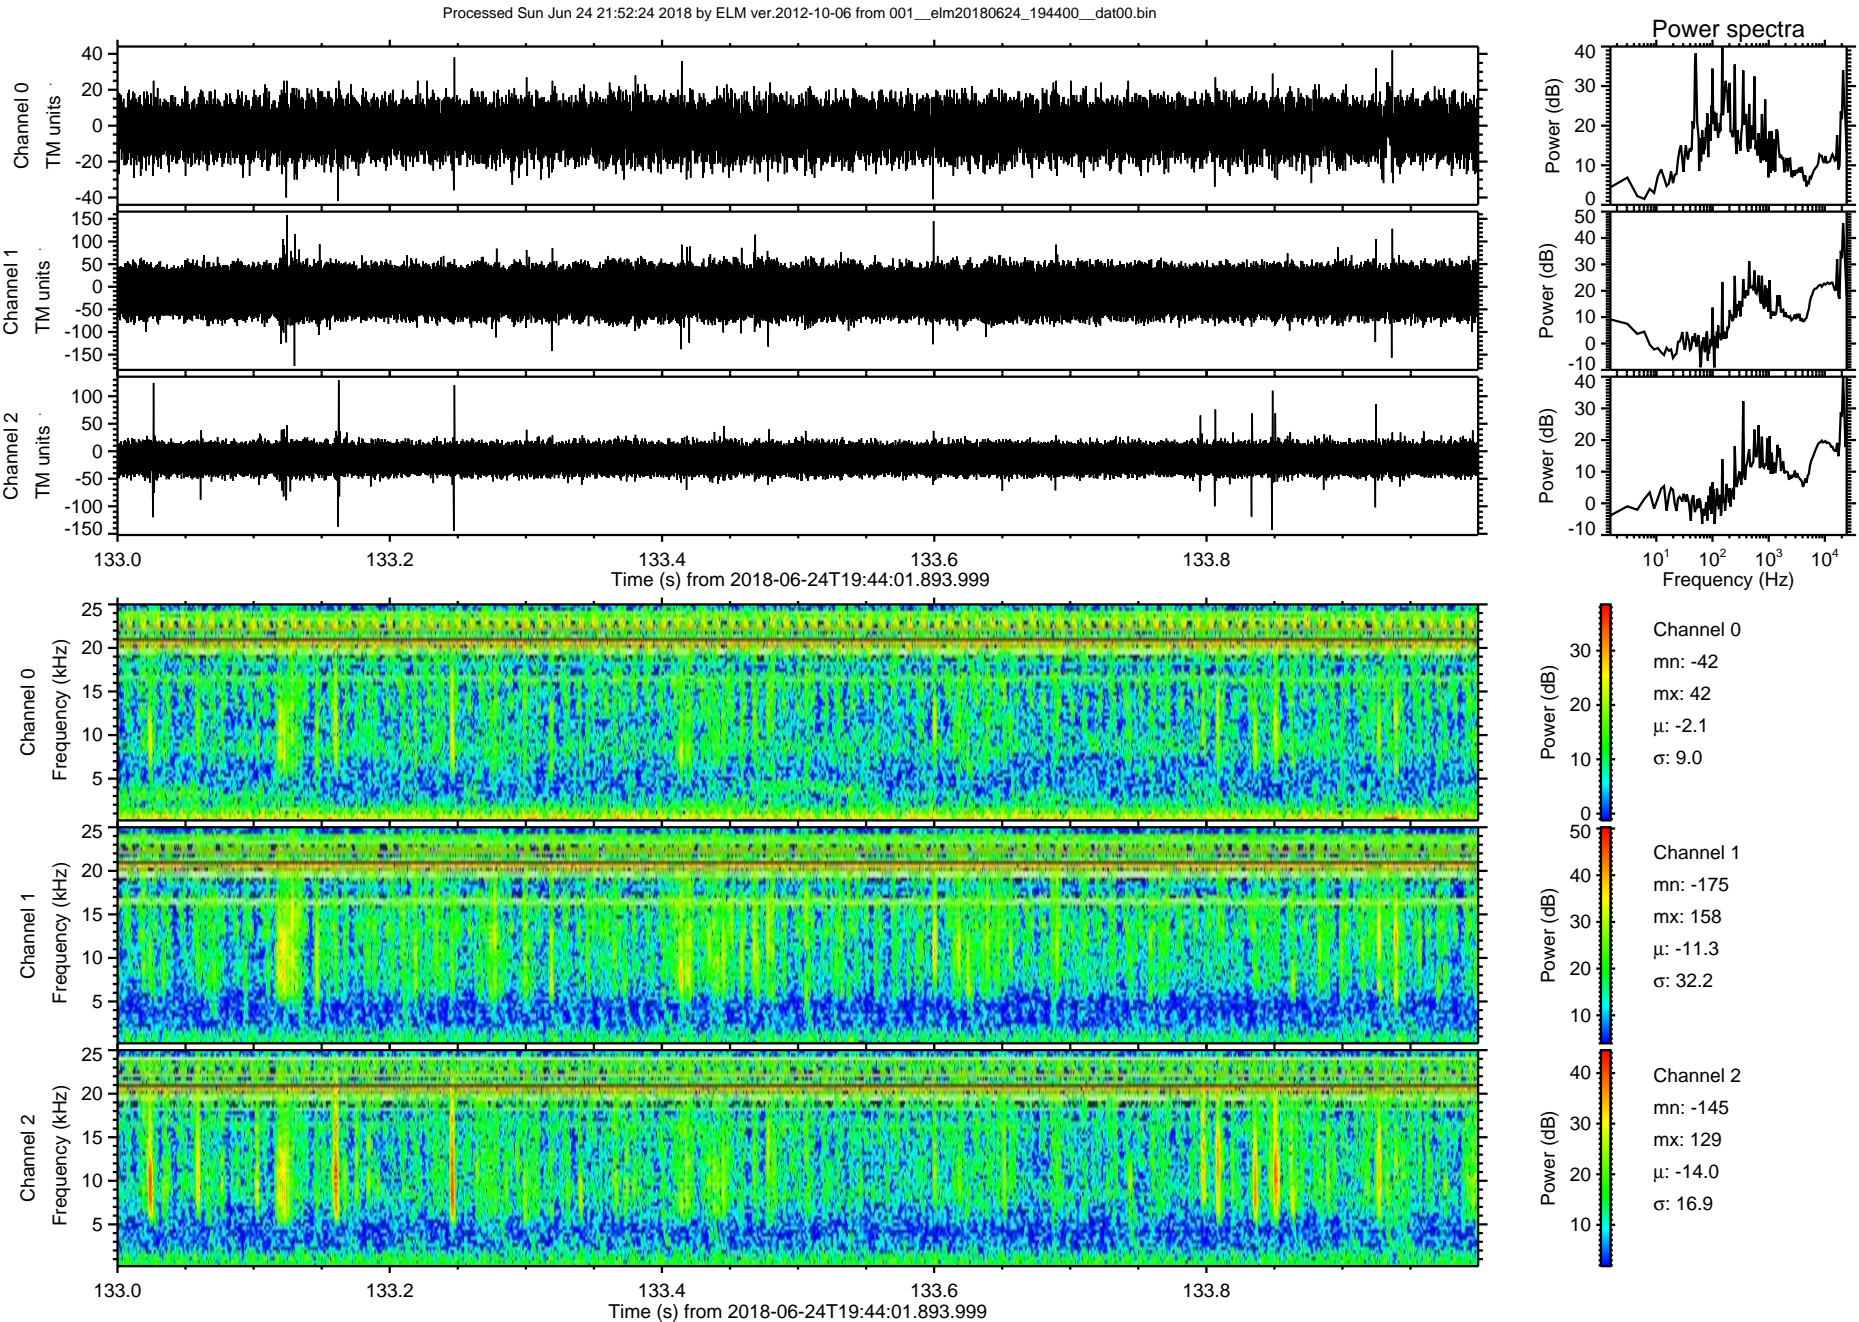 Processed Sun Jun 24 21:52:24 2018 by ELM ver.2012-10-06 from 001__elm20180624_194400__dat00.bin
Power spectra
Channel 0
TM units
40
20
0
-20
-40
Power (dB)
40
30
20
10
0
Channel 1
TM units
150
100
50
0
-50
-100
-150
Power (dB)
50
40
30
20
10
0
-10
Channel 2
TM units
100
50
0
-50
-100
-150
Power (dB)
40
30
20
10
0
-10
133.0 133.2 133.4 133.6 133.8
Time (s) from 2018-06-24T19:44:01.893.999
10¹ 10² 10³ 10⁴
Frequency (Hz)
Channel 0
Frequency (kHz)
25
20
15
10
5
Power (dB)
30
20
10
0
Channel 0
mn: -42
mx: 42
μ: -2.1
σ: 9.0
Channel 1
Frequency (kHz)
25
20
15
10
5
Power (dB)
50
40
30
20
10
Channel 1
mn: -175
mx: 158
μ: -11.3
σ: 32.2
Channel 2
Frequency (kHz)
25
20
15
10
5
Power (dB)
40
30
20
10
Channel 2
mn: -145
mx: 129
μ: -14.0
σ: 16.9
133.0 133.2 133.4 133.6 133.8
Time (s) from 2018-06-24T19:44:01.893.999